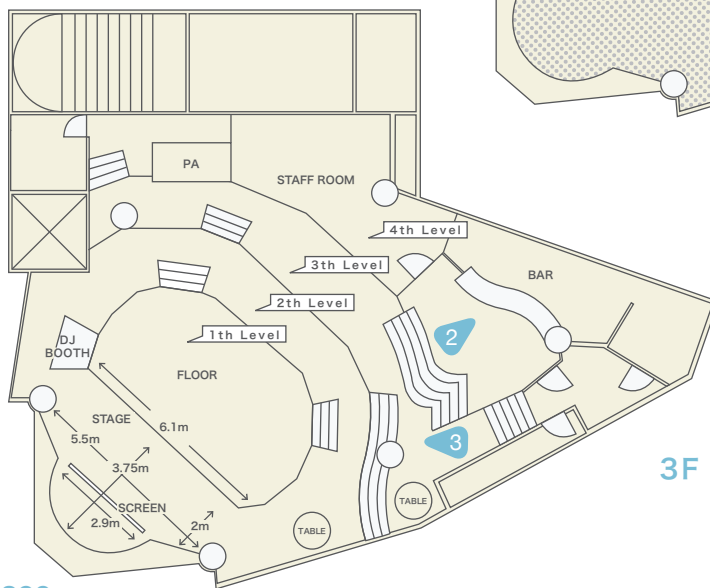 PA
STAFF ROOM
4th Level
3th Level
2th Level
1th Level
BAR
2
DJ
BOOTH
FLOOR
STAGE
6.1m
5.5m
3.75m
3
3F
SCREEN
2.9m
2m
TABLE
TABLE